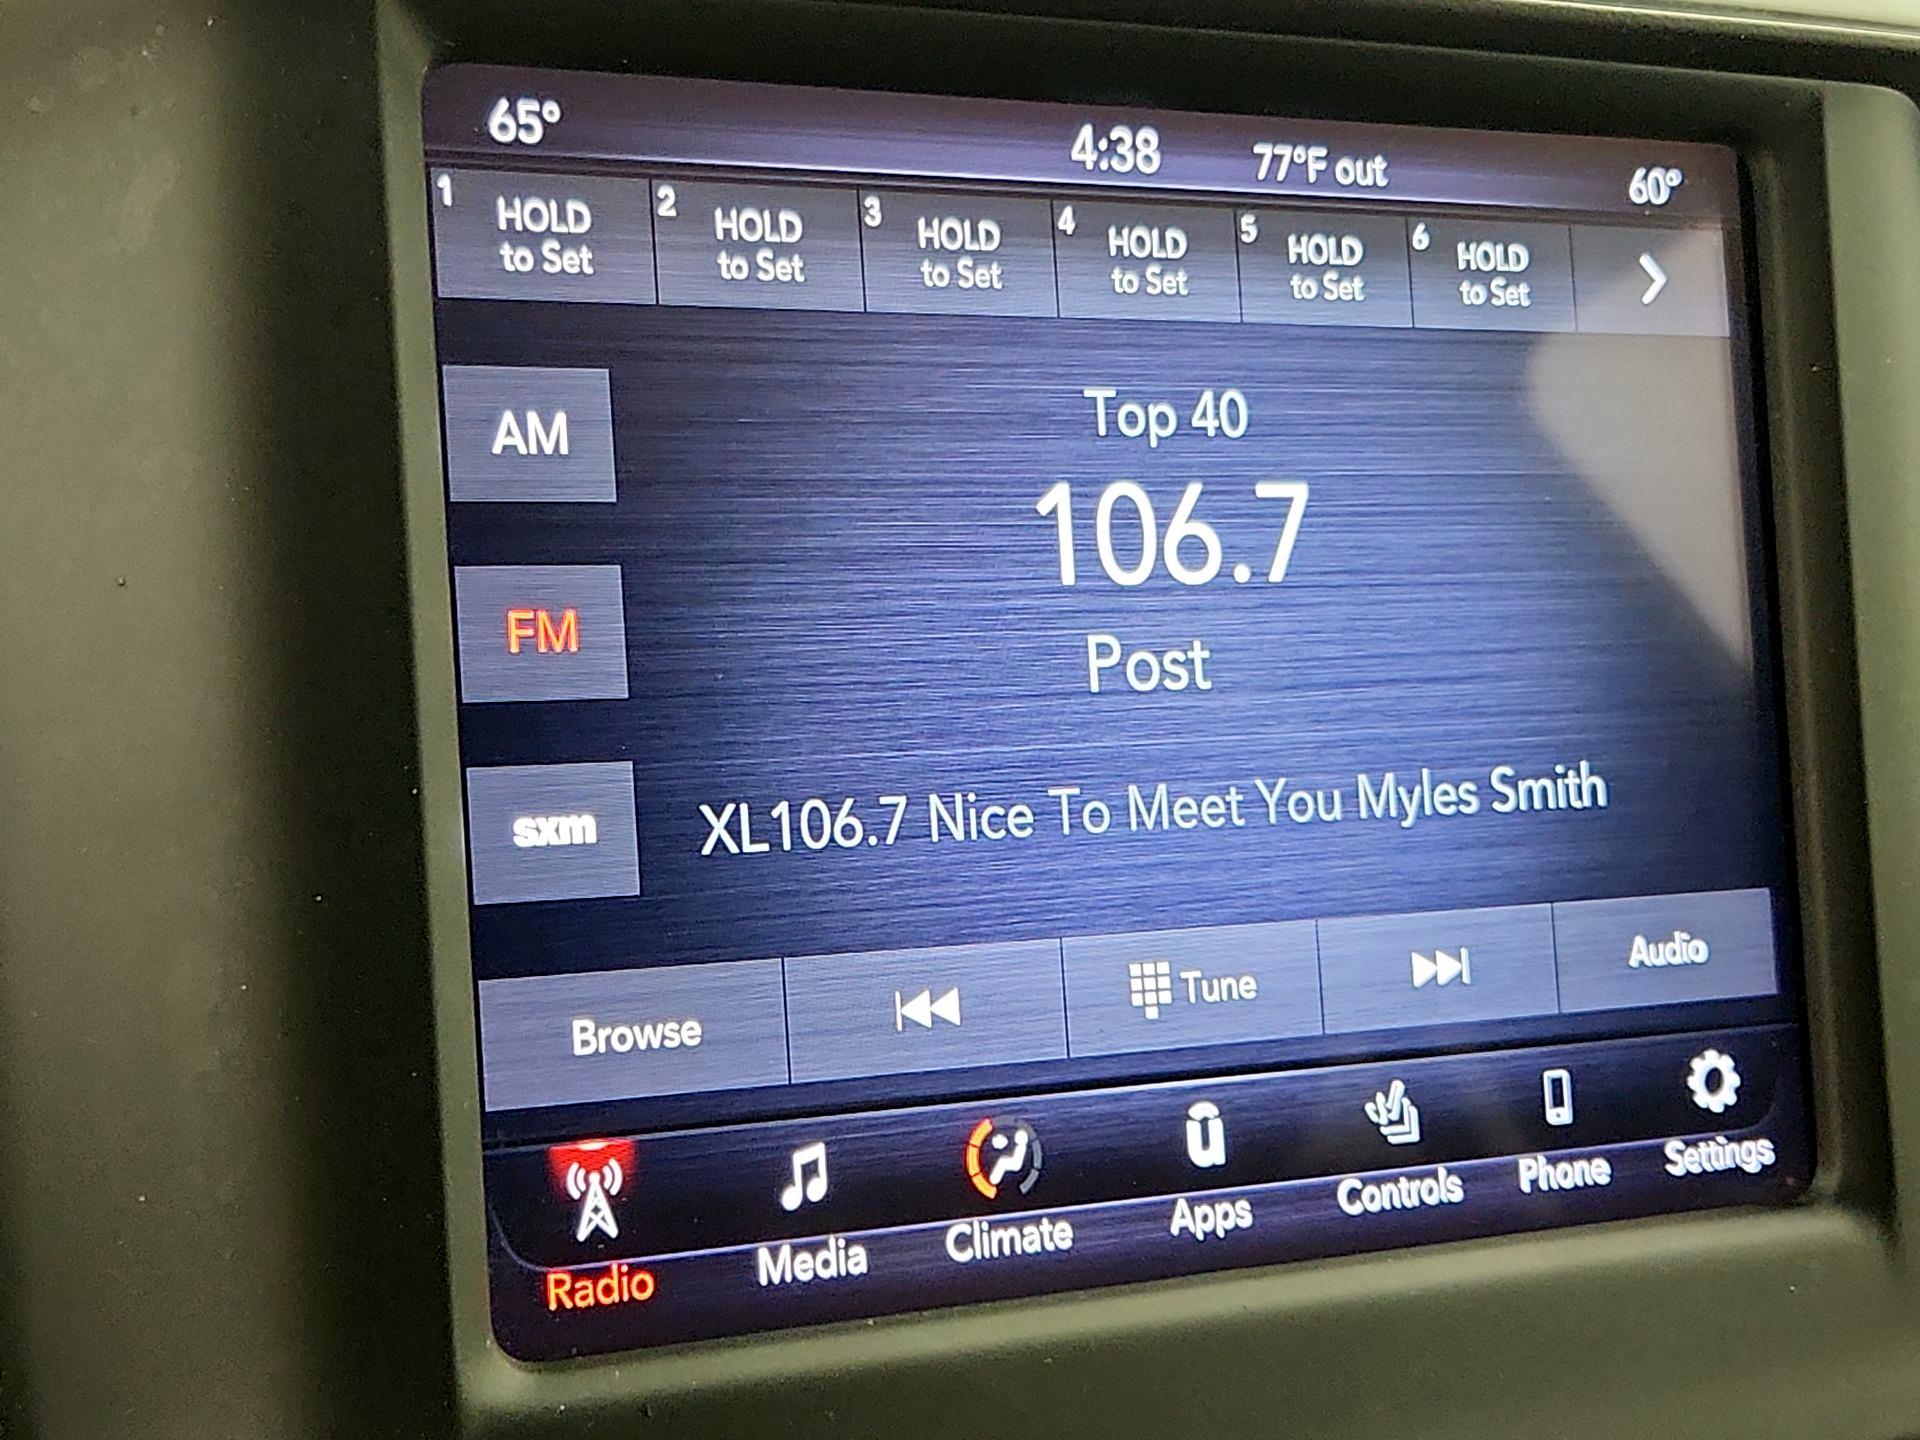 65° 4:38 77°F out 60°
1 HOLD to Set
2 HOLD to Set
3 HOLD to Set
4 HOLD to Set
5 HOLD to Set
6 HOLD to Set
AM
Top 40
106.7
FM
Post
sxm
XL106.7 Nice To Meet You Myles Smith
Browse
Tune
Audio
Radio
Media
Climate
Apps
Controls
Phone
Settings